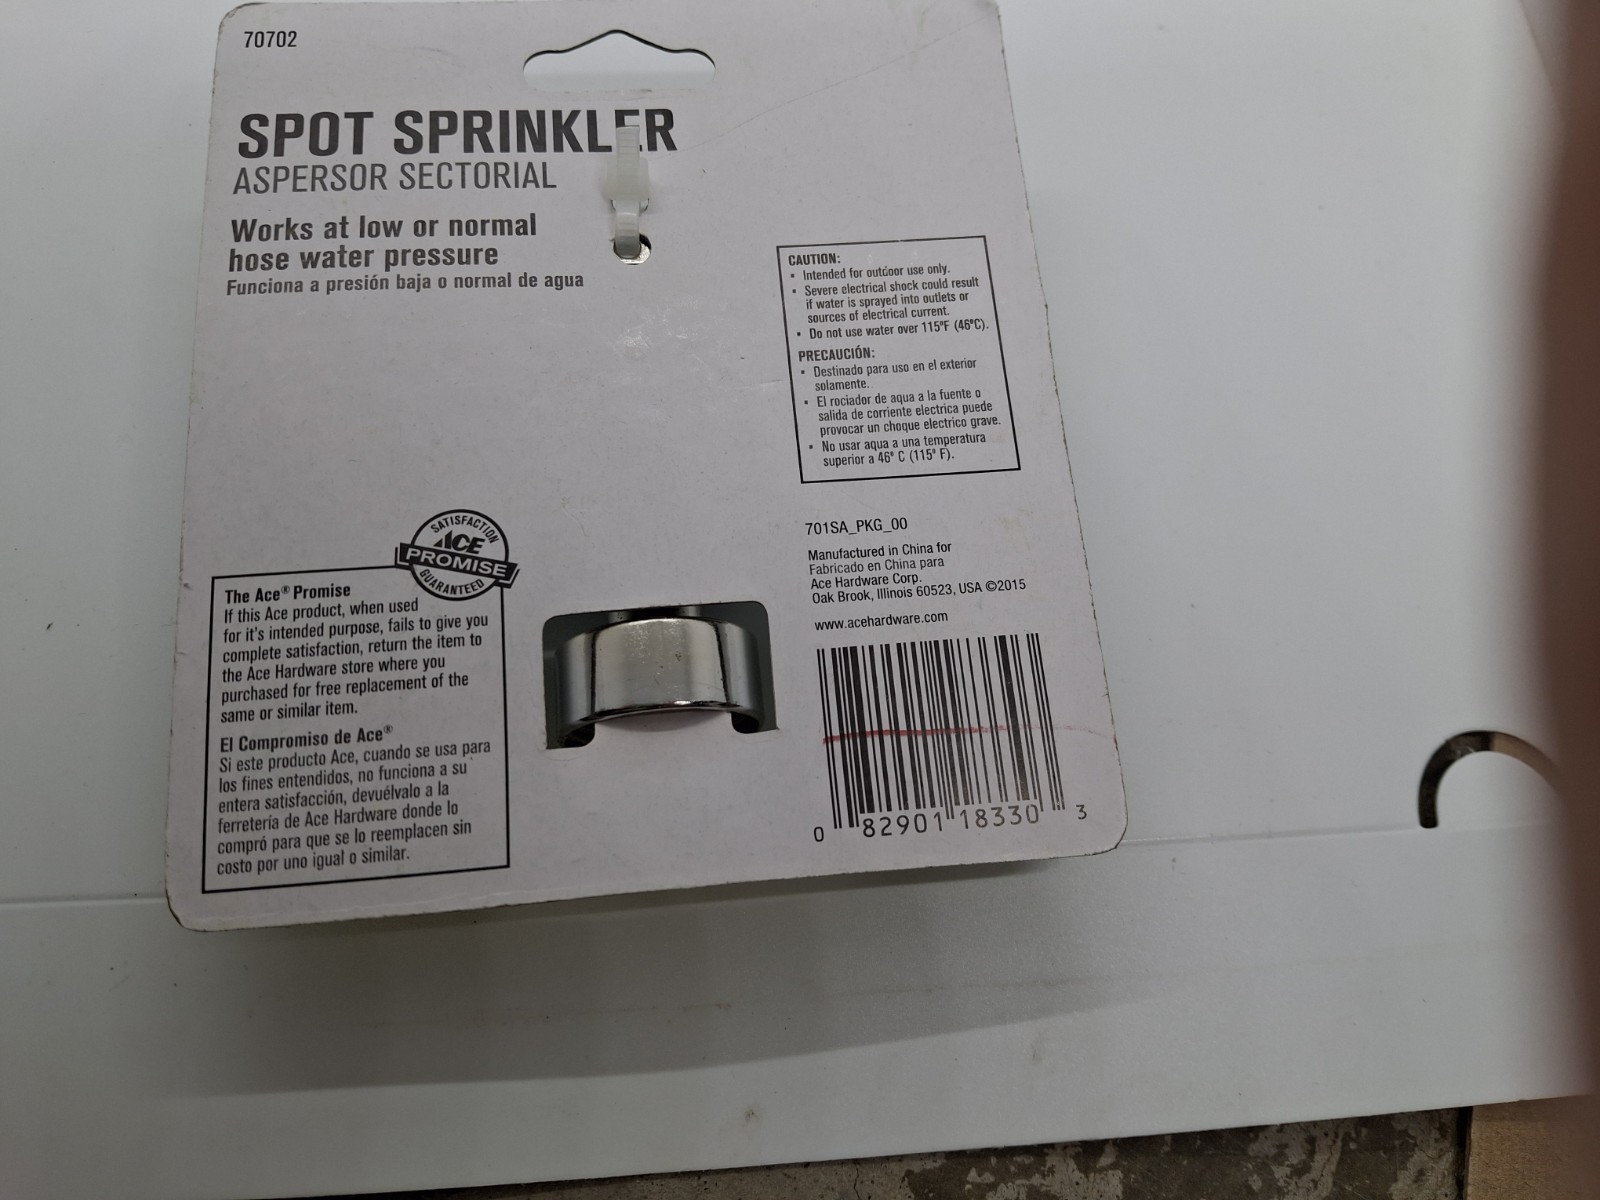 70702
SPOT SPRINKLER
ASPERSOR SECTORIAL
Works at low or normal
hose water pressure
Funciona a presión baja o normal de agua
CAUTION:
▪ Intended for outdoor use only.
▪ Severe electrical shock could result
if water is sprayed into outlets or
sources of electrical current.
▪ Do not use water over 115ºF (46ºC).
PRECAUCIÓN:
▪ Destinado para uso en el exterior
solamente.
▪ El rociador de aqua a la fuente o
salida de corriente electrica puede
provocar un choque electrico grave.
▪ No usar aqua a una temperatura
superior a 46º C (115º F).
701SA_PKG_00
Manufactured in China for
Fabricado en China para
Ace Hardware Corp.
Oak Brook, Illinois 60523, USA ©2015
www.acehardware.com
0 82901 18330 3
SATISFACTION
ACE
PROMISE
GUARANTEED
The Ace® Promise
If this Ace product, when used
for it's intended purpose, fails to give you
complete satisfaction, return the item to
the Ace Hardware store where you
purchased for free replacement of the
same or similar item.
El Compromiso de Ace®
Si este producto Ace, cuando se usa para
los fines entendidos, no funciona a su
entera satisfacción, devuélvalo a la
ferretería de Ace Hardware donde lo
compró para que se lo reemplacen sin
costo por uno igual o similar.